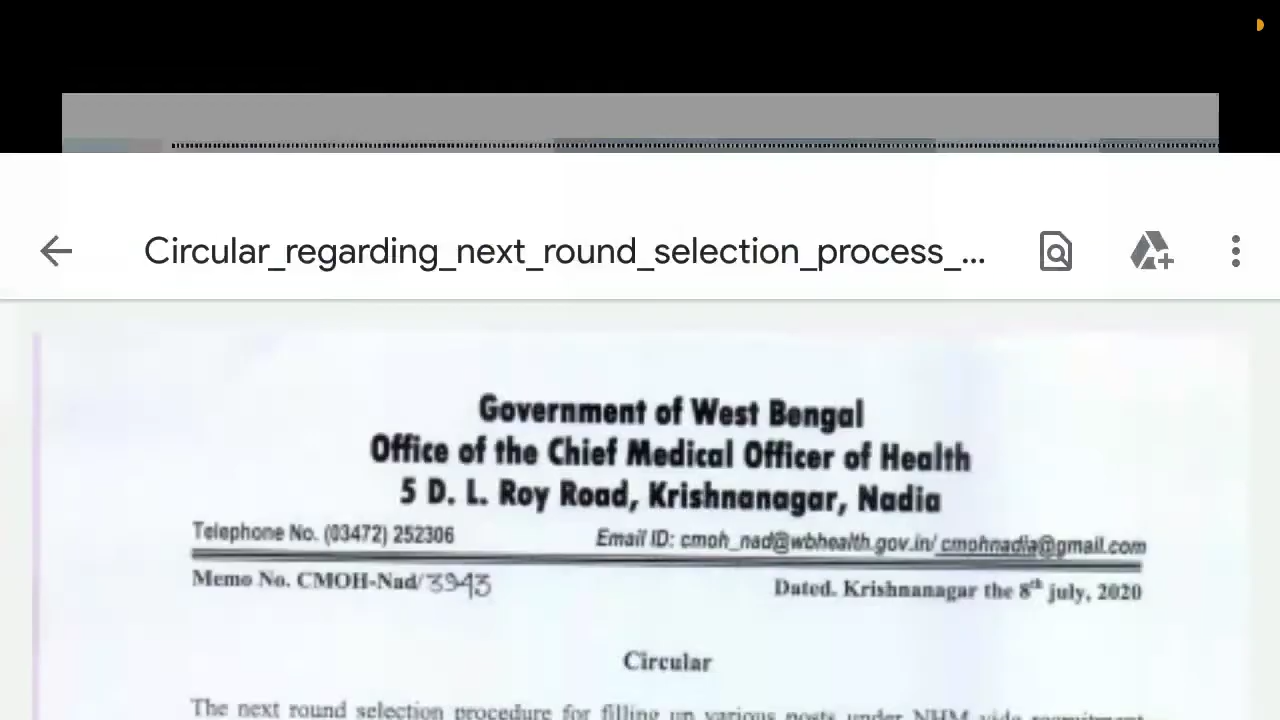 Circular_regarding_next_round_selection_process_...
Government of West Bengal
Office of the Chief Medical Officer of Health
5 D. L. Roy Road, Krishnanagar, Nadia
Telephone No. (03472) 252306 Email ID: cmoh_nad@wbhealth.gov.in/ cmohnadia@gmail.com
Memo No. CMOH-Nad/3943 Dated. Krishnanagar the 8th july, 2020
Circular
The next round selection procedure for filling up various posts under NHM vide recruitment